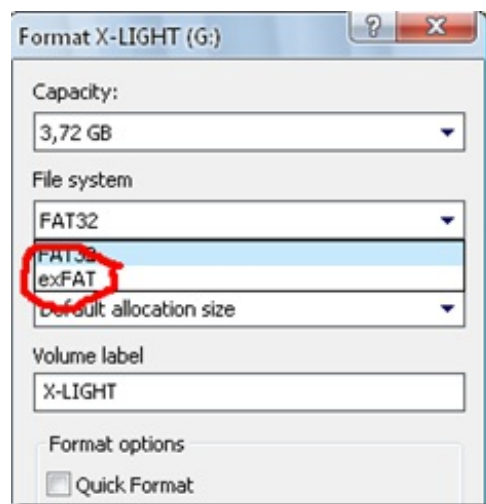 Format X-LIGHT (G:)
Capacity:
3,72 GB
File system
FAT32
FAT32
exFAT
Default allocation size
Volume label
X-LIGHT
Format options
Quick Format